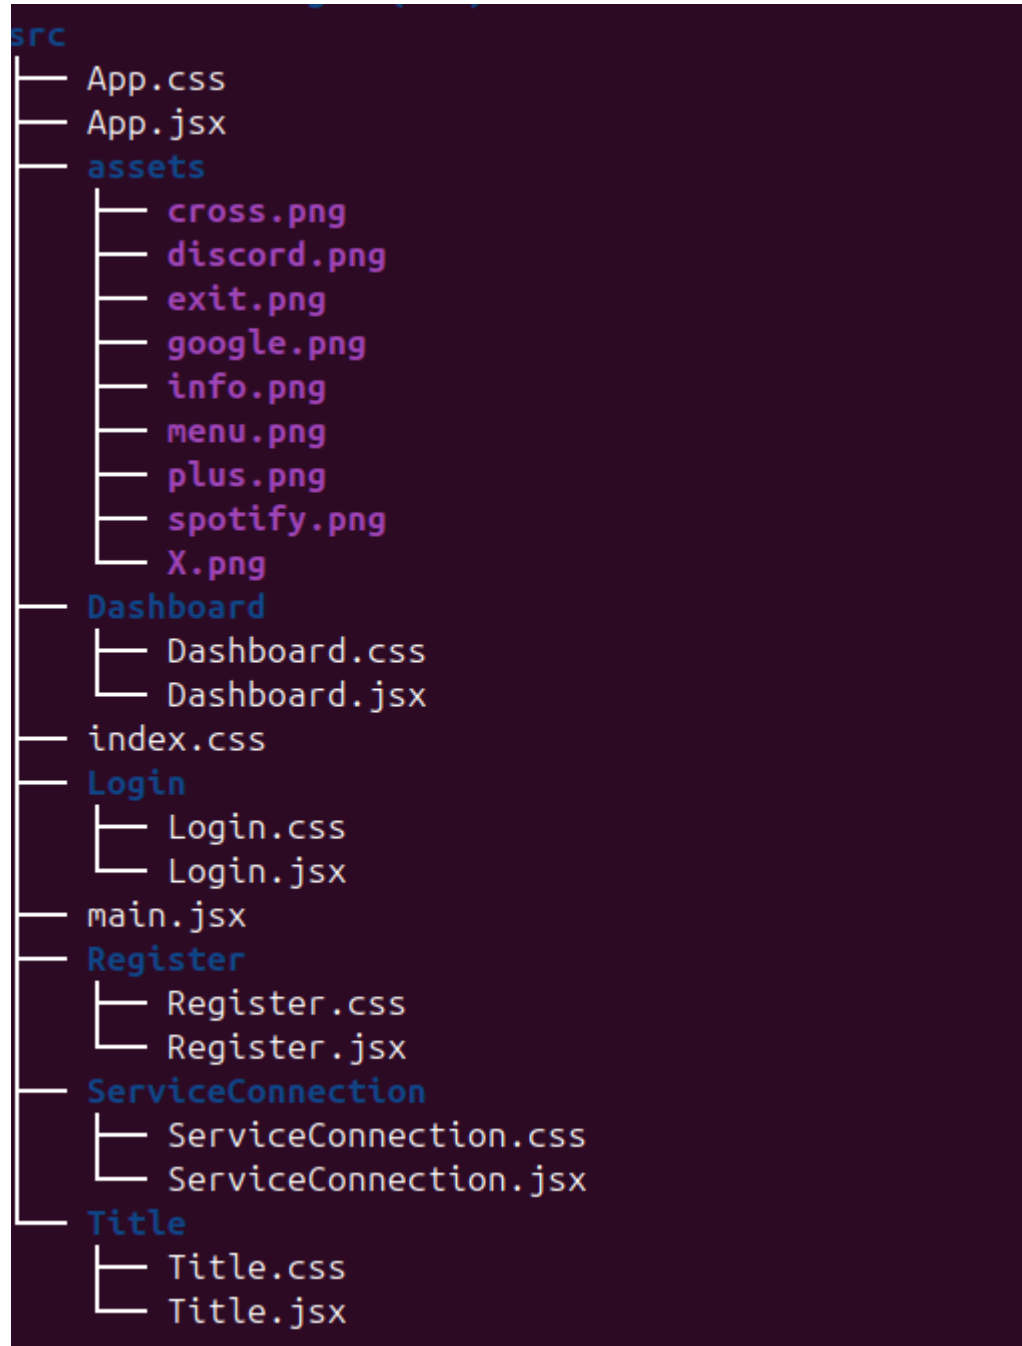 src
App.css
App.jsx
assets
cross.png
discord.png
exit.png
google.png
info.png
menu.png
plus.png
spotify.png
X.png
Dashboard
Dashboard.css
Dashboard.jsx
index.css
Login
Login.css
Login.jsx
main.jsx
Register
Register.css
Register.jsx
ServiceConnection
ServiceConnection.css
ServiceConnection.jsx
Title
Title.css
Title.jsx